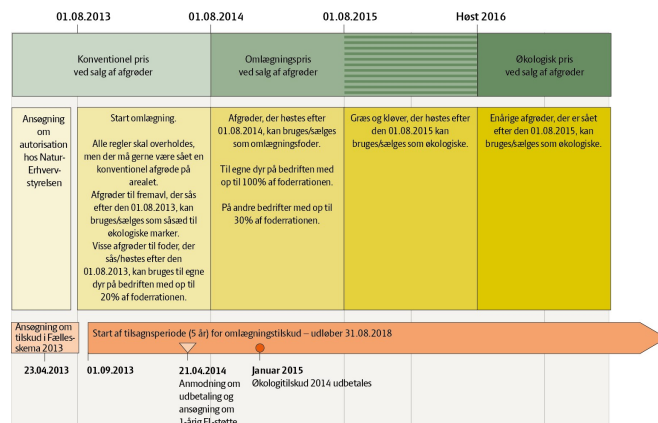 01.08.2013
01.08.2014
01.08.2015
Høst 2016
Konventionel pris
ved salg af afgrøder
Omlægningspris
ved salg af afgrøder
Økologisk pris
ved salg af afgrøder
Ansøgning
om
autorisation
hos Natur-
Erhverv-
styrelsen
Start omlægning.
Alle regler skal overholdes,
men der må gerne være sået en
konventionel afgrøde på
arealet.
Afgrøder til fremavl, der sås
efter den 01.08.2013, kan
bruges/sælges som såsæd til
økologiske marker.
Visse afgrøder til foder, der
sås/høstes efter den
01.08.2013, kan bruges til egne
dyr på bedriften med op til
20% af foderrationen.
Afgrøder, der høstes efter
01.08.2014, kan bruges/sælges
som omlægningsfoder.
Til egne dyr på bedriften med
op til 100% af foderrationen.
På andre bedrifter med op til
30% af foderrationen.
Græs og kløver, der høstes efter
den 01.08.2015 kan
bruges/sælges som økologiske.
Enårige afgrøder, der er sået
efter den 01.08.2015, kan
bruges/sælges som økologiske.
Ansøgning om
tilskud i Fælles-
skema 2013
Start af tilsagnsperiode (5 år) for omlægningstilskud – udløber 31.08.2018
23.04.2013
01.09.2013
21.04.2014
Anmodning om
udbetaling og
ansøgning om
1-årig EL-støtte
Januar 2015
Økologitilskud 2014 udbetales